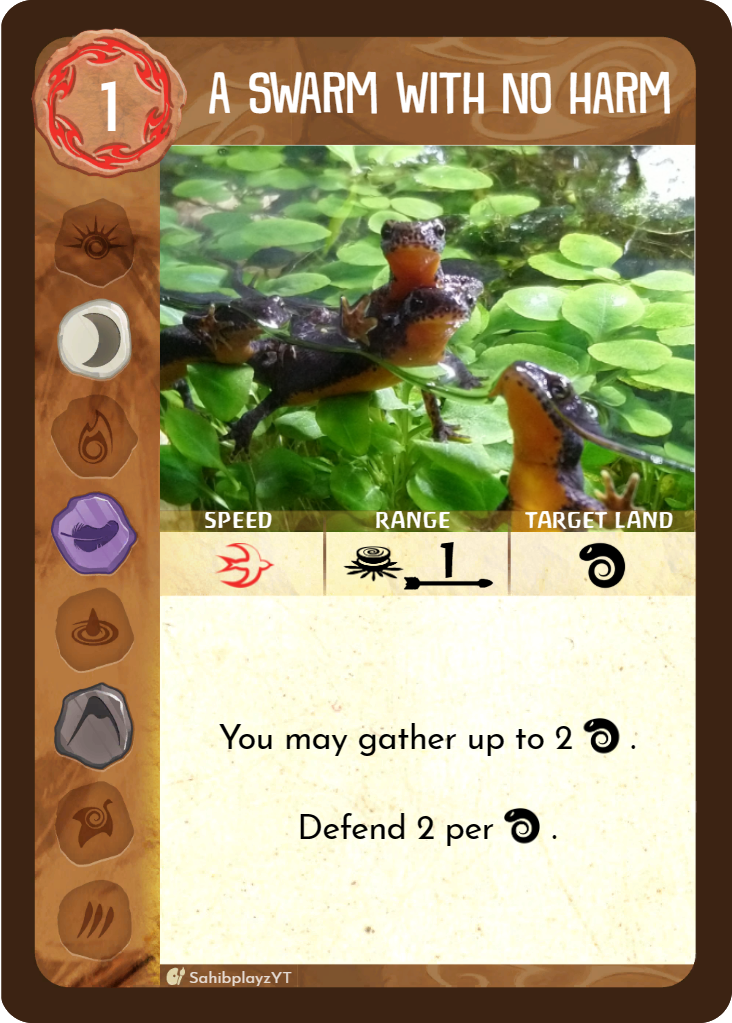 1
A SWARM WITH NO HARM
SPEED RANGE TARGET LAND
1
You may gather up to 2 .
Defend 2 per .
SahibplayzYT